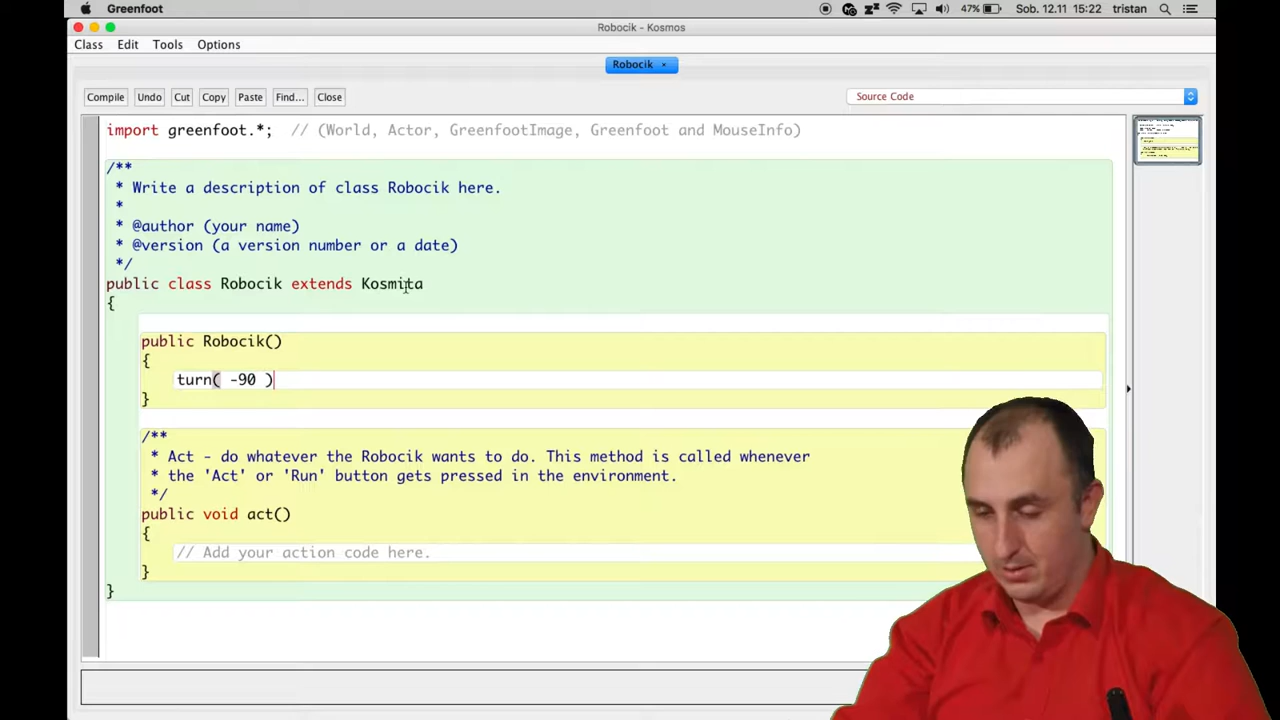 Greenfoot
47%
Sob. 12.11 15:22
tristan
Robocik - Kosmos
Class
Edit
Tools
Options
Robocik ×
Compile
Undo
Cut
Copy
Paste
Find...
Close
Source Code
import greenfoot.*;  // (World, Actor, GreenfootImage, Greenfoot and MouseInfo)
/**
* Write a description of class Robocik here.
*
* @author (your name)
* @version (a version number or a date)
*/
public class Robocik extends Kosmita
{
public Robocik()
{
turn( -90 )
}
/**
* Act - do whatever the Robocik wants to do. This method is called whenever
* the 'Act' or 'Run' button gets pressed in the environment.
*/
public void act()
{
// Add your action code here.
}
}